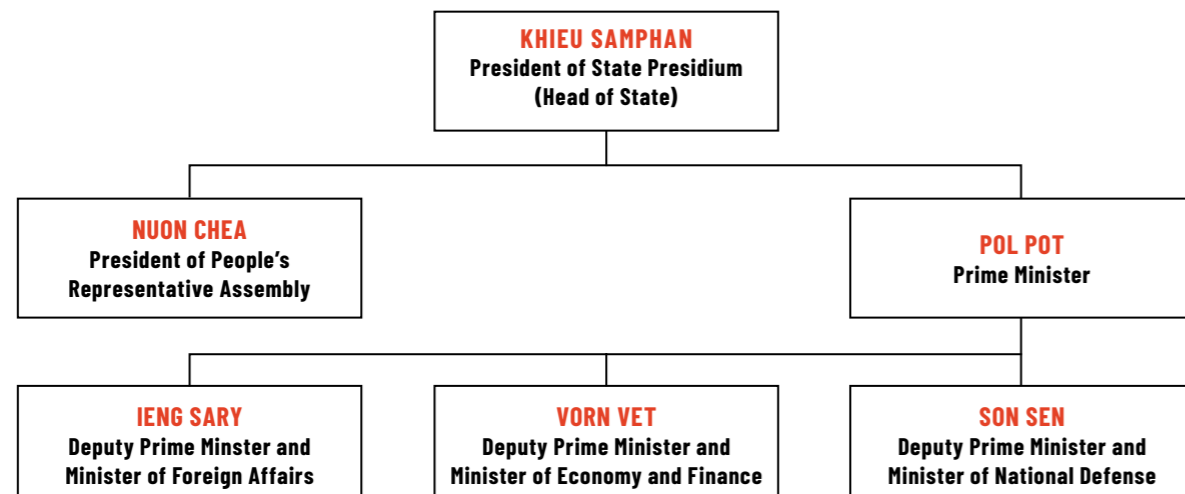 KHIEU SAMPHAN
President of State Presidium
(Head of State)
NUON CHEA
President of People’s
Representative Assembly
POL POT
Prime Minister
IENG SARY
Deputy Prime Minster and
Minister of Foreign Affairs
VORN VET
Deputy Prime Minister and
Minister of Economy and Finance
SON SEN
Deputy Prime Minister and
Minister of National Defense